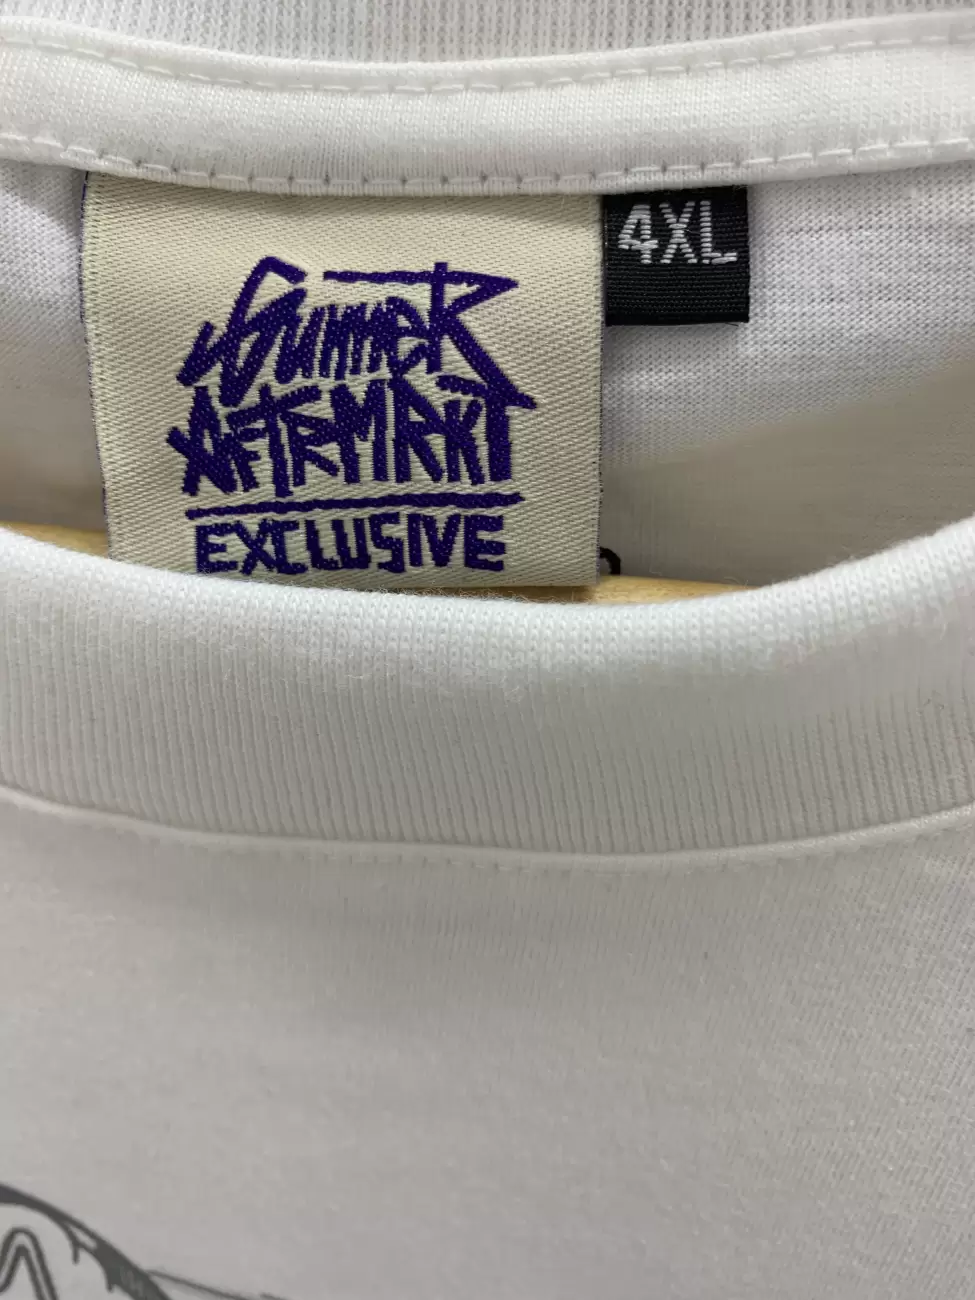 4XL
SUMMER
AFTRMRKT
EXCLUSIVE